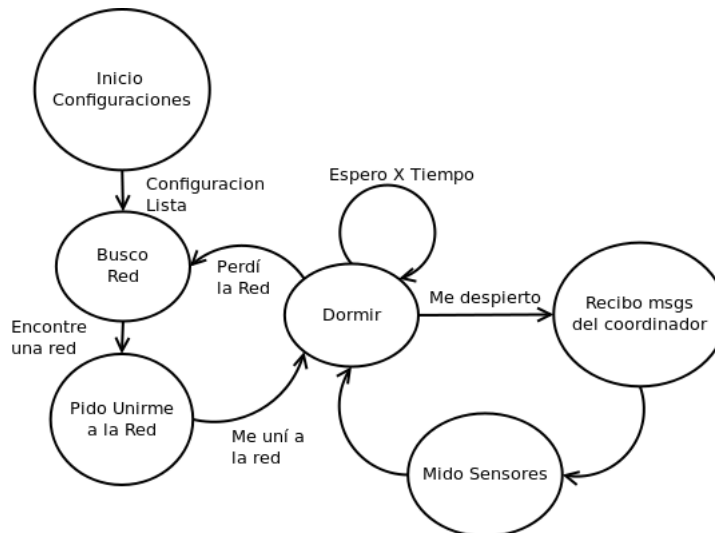 Inicio
Configuraciones
Configuracion
Lista
Espero X Tiempo
Busco
Red
Perdí
la Red
Dormir
Me despierto
Recibo msgs
del coordinador
Encontre
una red
Pido Unirme
a la Red
Me uní a
la red
Mido Sensores